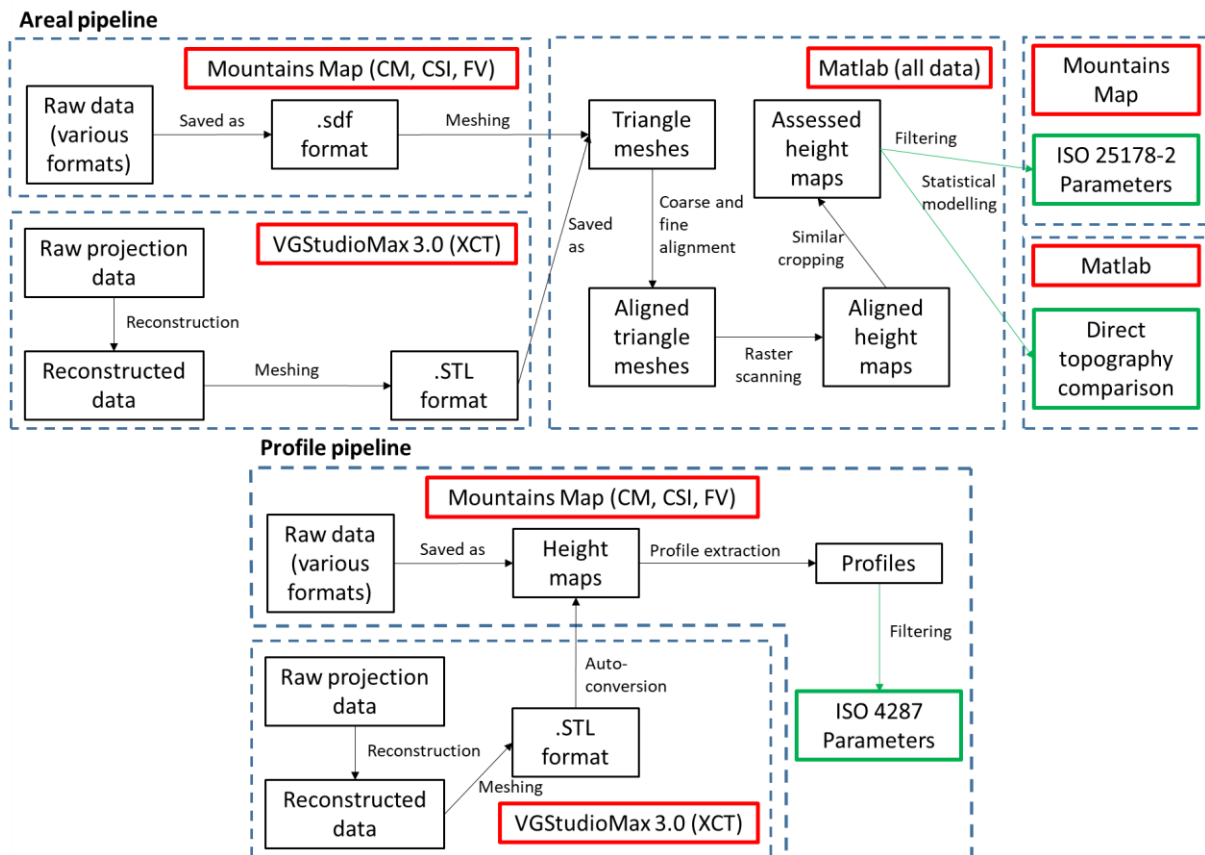 Areal pipeline
Mountains Map (CM, CSI, FV)
Raw data
(various
formats)
Saved as
.sdf
format
Meshing
VGStudioMax 3.0 (XCT)
Raw projection
data
Reconstruction
Reconstructed
data
Meshing
.STL
format
Saved
as
Matlab (all data)
Triangle
meshes
Coarse and
fine
alignment
Aligned
triangle
meshes
Raster
scanning
Aligned
height
maps
Similar
cropping
Assessed
height
maps
Filtering
Statistical
modelling
Mountains
Map
ISO 25178-2
Parameters
Matlab
Direct
topography
comparison
Profile pipeline
Mountains Map (CM, CSI, FV)
Raw data
(various
formats)
Saved as
Height
maps
Profile extraction
Profiles
Filtering
ISO 4287
Parameters
Raw projection
data
Reconstruction
Reconstructed
data
Meshing
.STL
format
Auto-
conversion
VGStudioMax 3.0 (XCT)